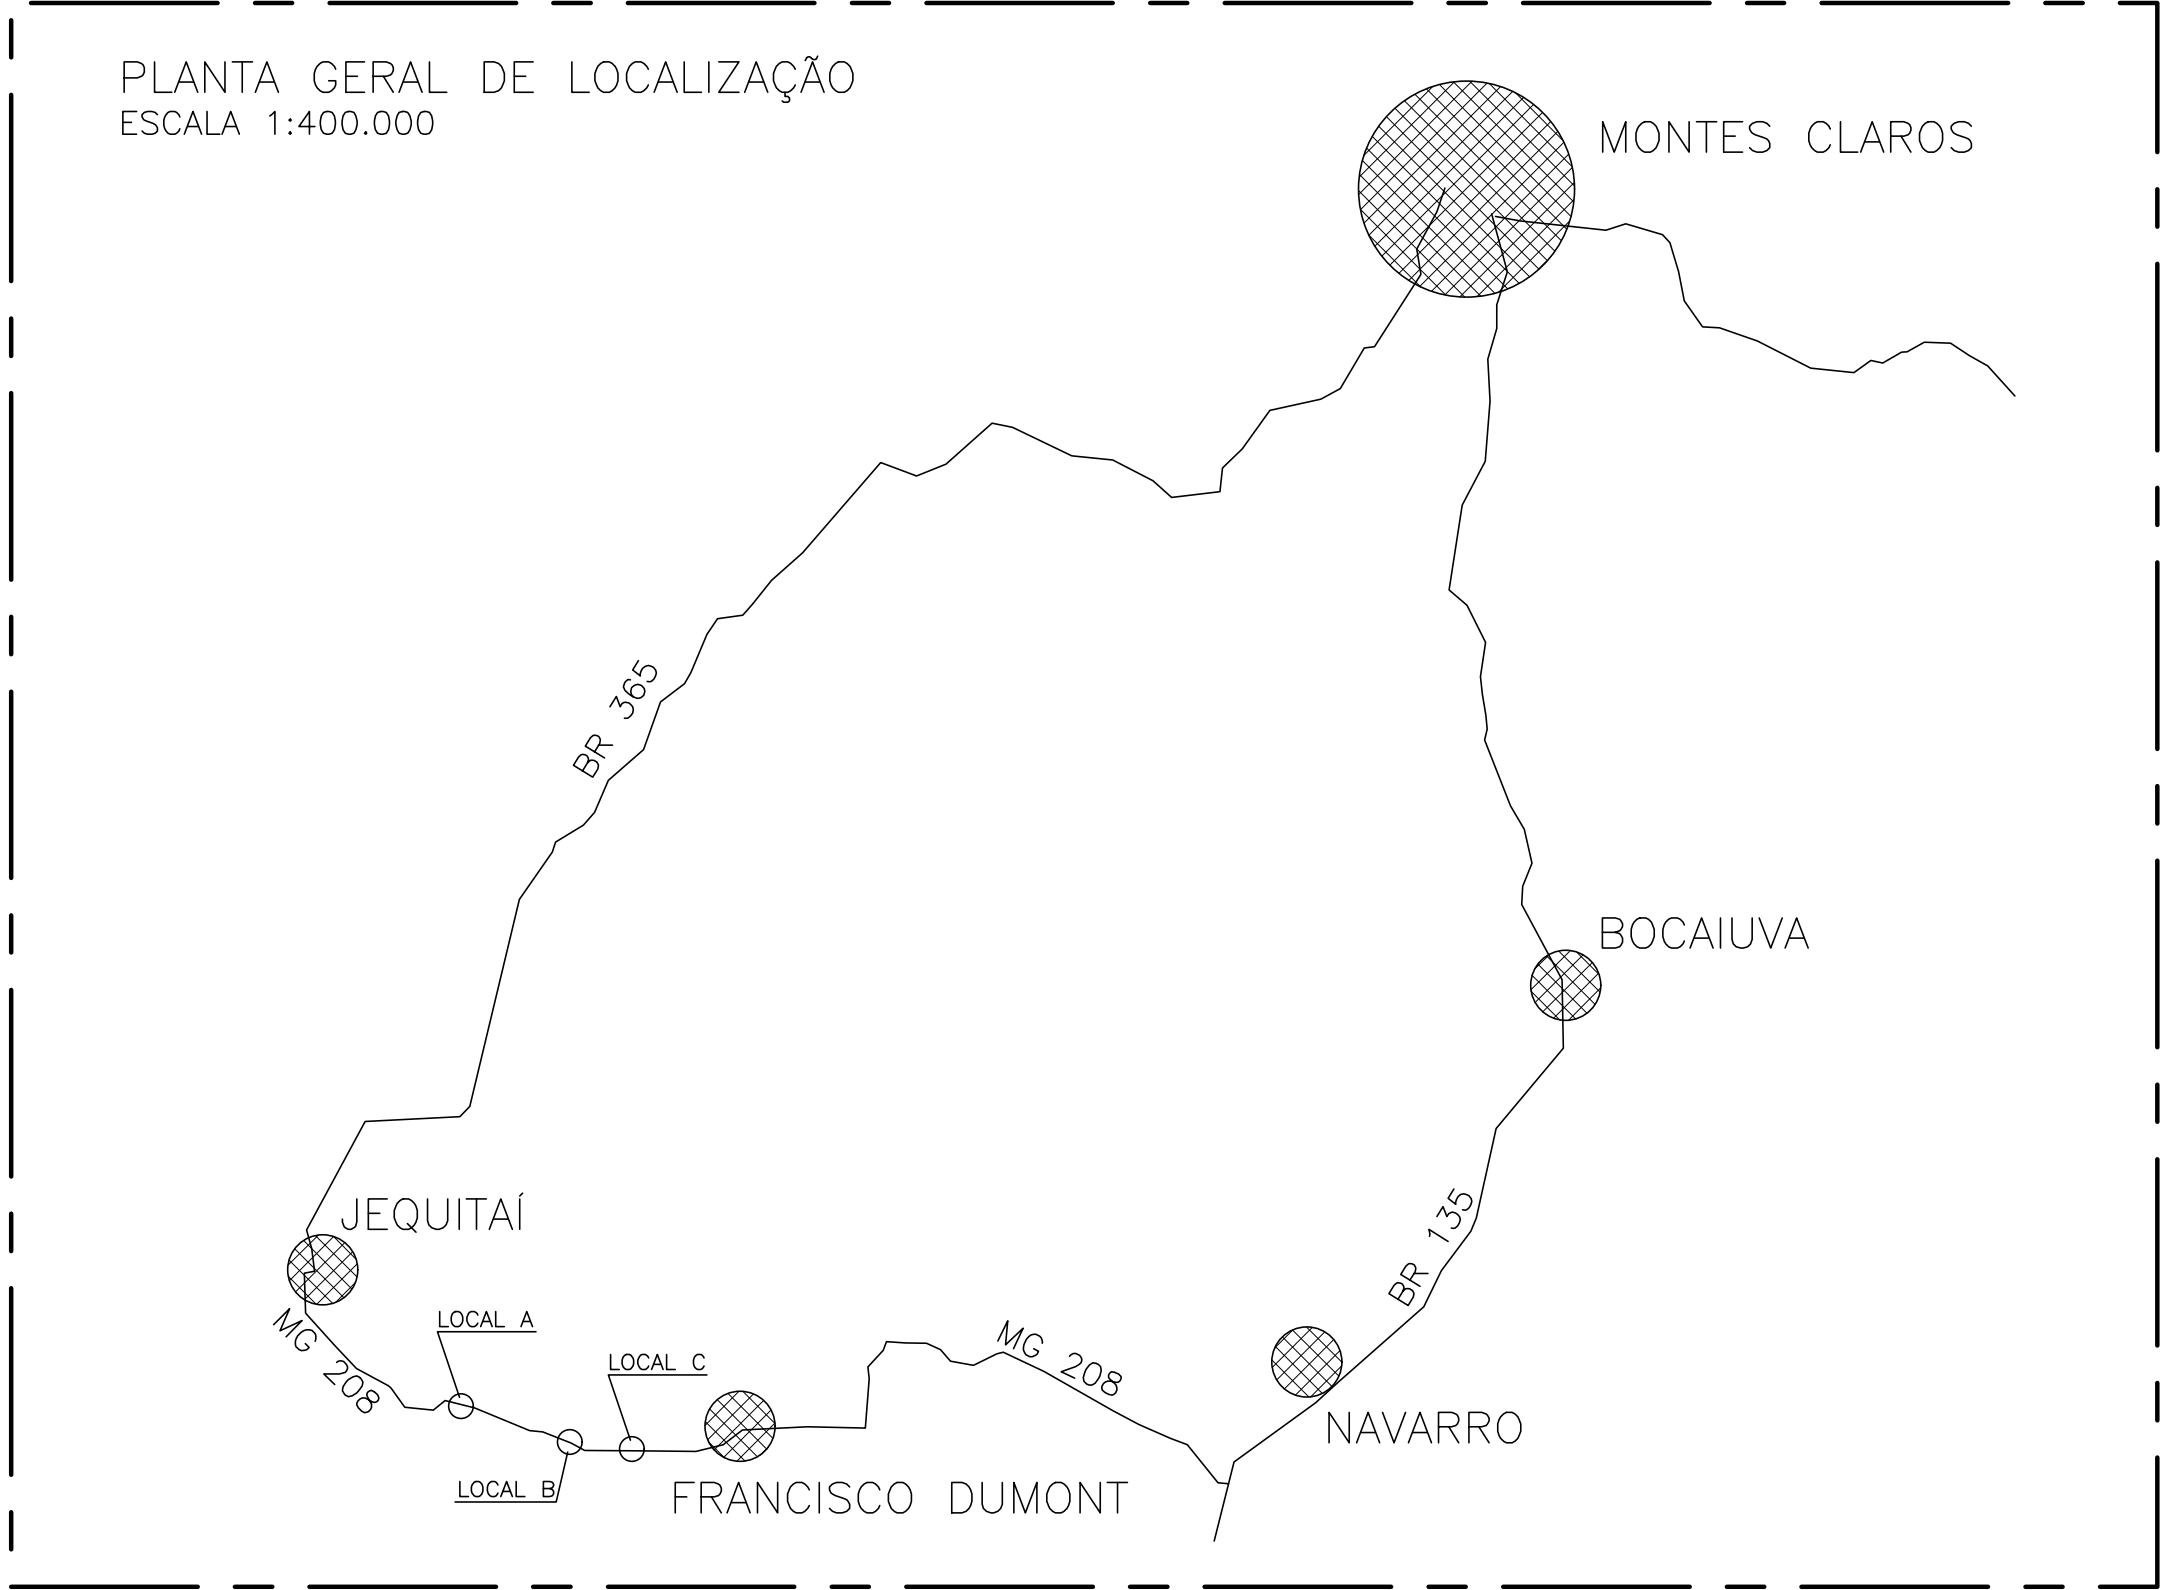 PLANTA GERAL DE LOCALIZAÇÃO
ESCALA 1:400.000
MONTES CLAROS
BR 365
BOCAIUVA
JEQUITAÍ
BR 135
MG 208
LOCAL A
LOCAL C
MG 208
NAVARRO
LOCAL B
FRANCISCO DUMONT